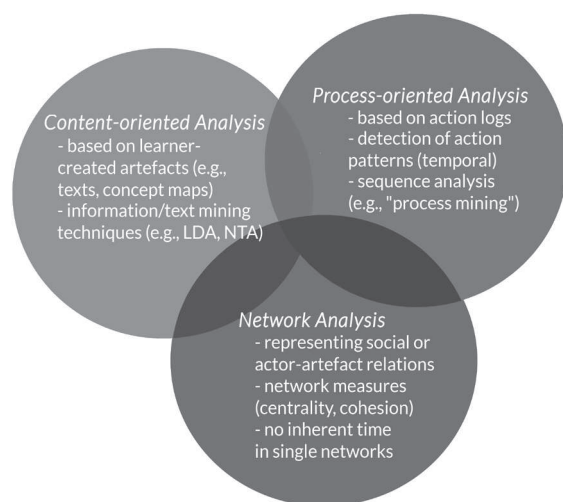 Content-oriented Analysis
- based on learner-
created artefacts (e.g.,
texts, concept maps)
- information/text mining
techniques (e.g., LDA, NTA)
Process-oriented Analysis
- based on action logs
- detection of action
patterns (temporal)
- sequence analysis
(e.g., "process mining")
Network Analysis
- representing social or
actor-artefact relations
- network measures
(centrality, cohesion)
- no inherent time
in single networks